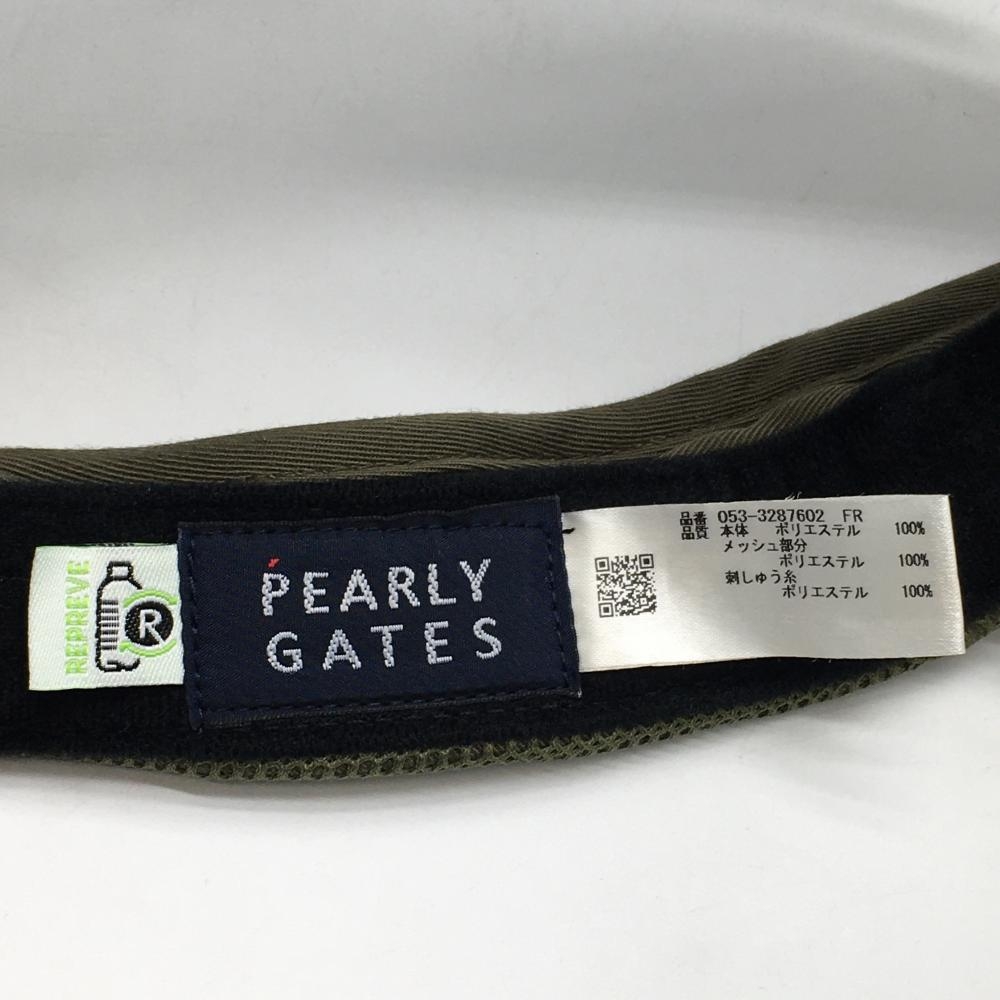 REPREVE
R
PEARLY
GATES
品番 053-3287602 FR
品質 本体 ポリエステル 100%
メッシュ部分
ポリエステル 100%
刺しゅう糸
ポリエステル 100%